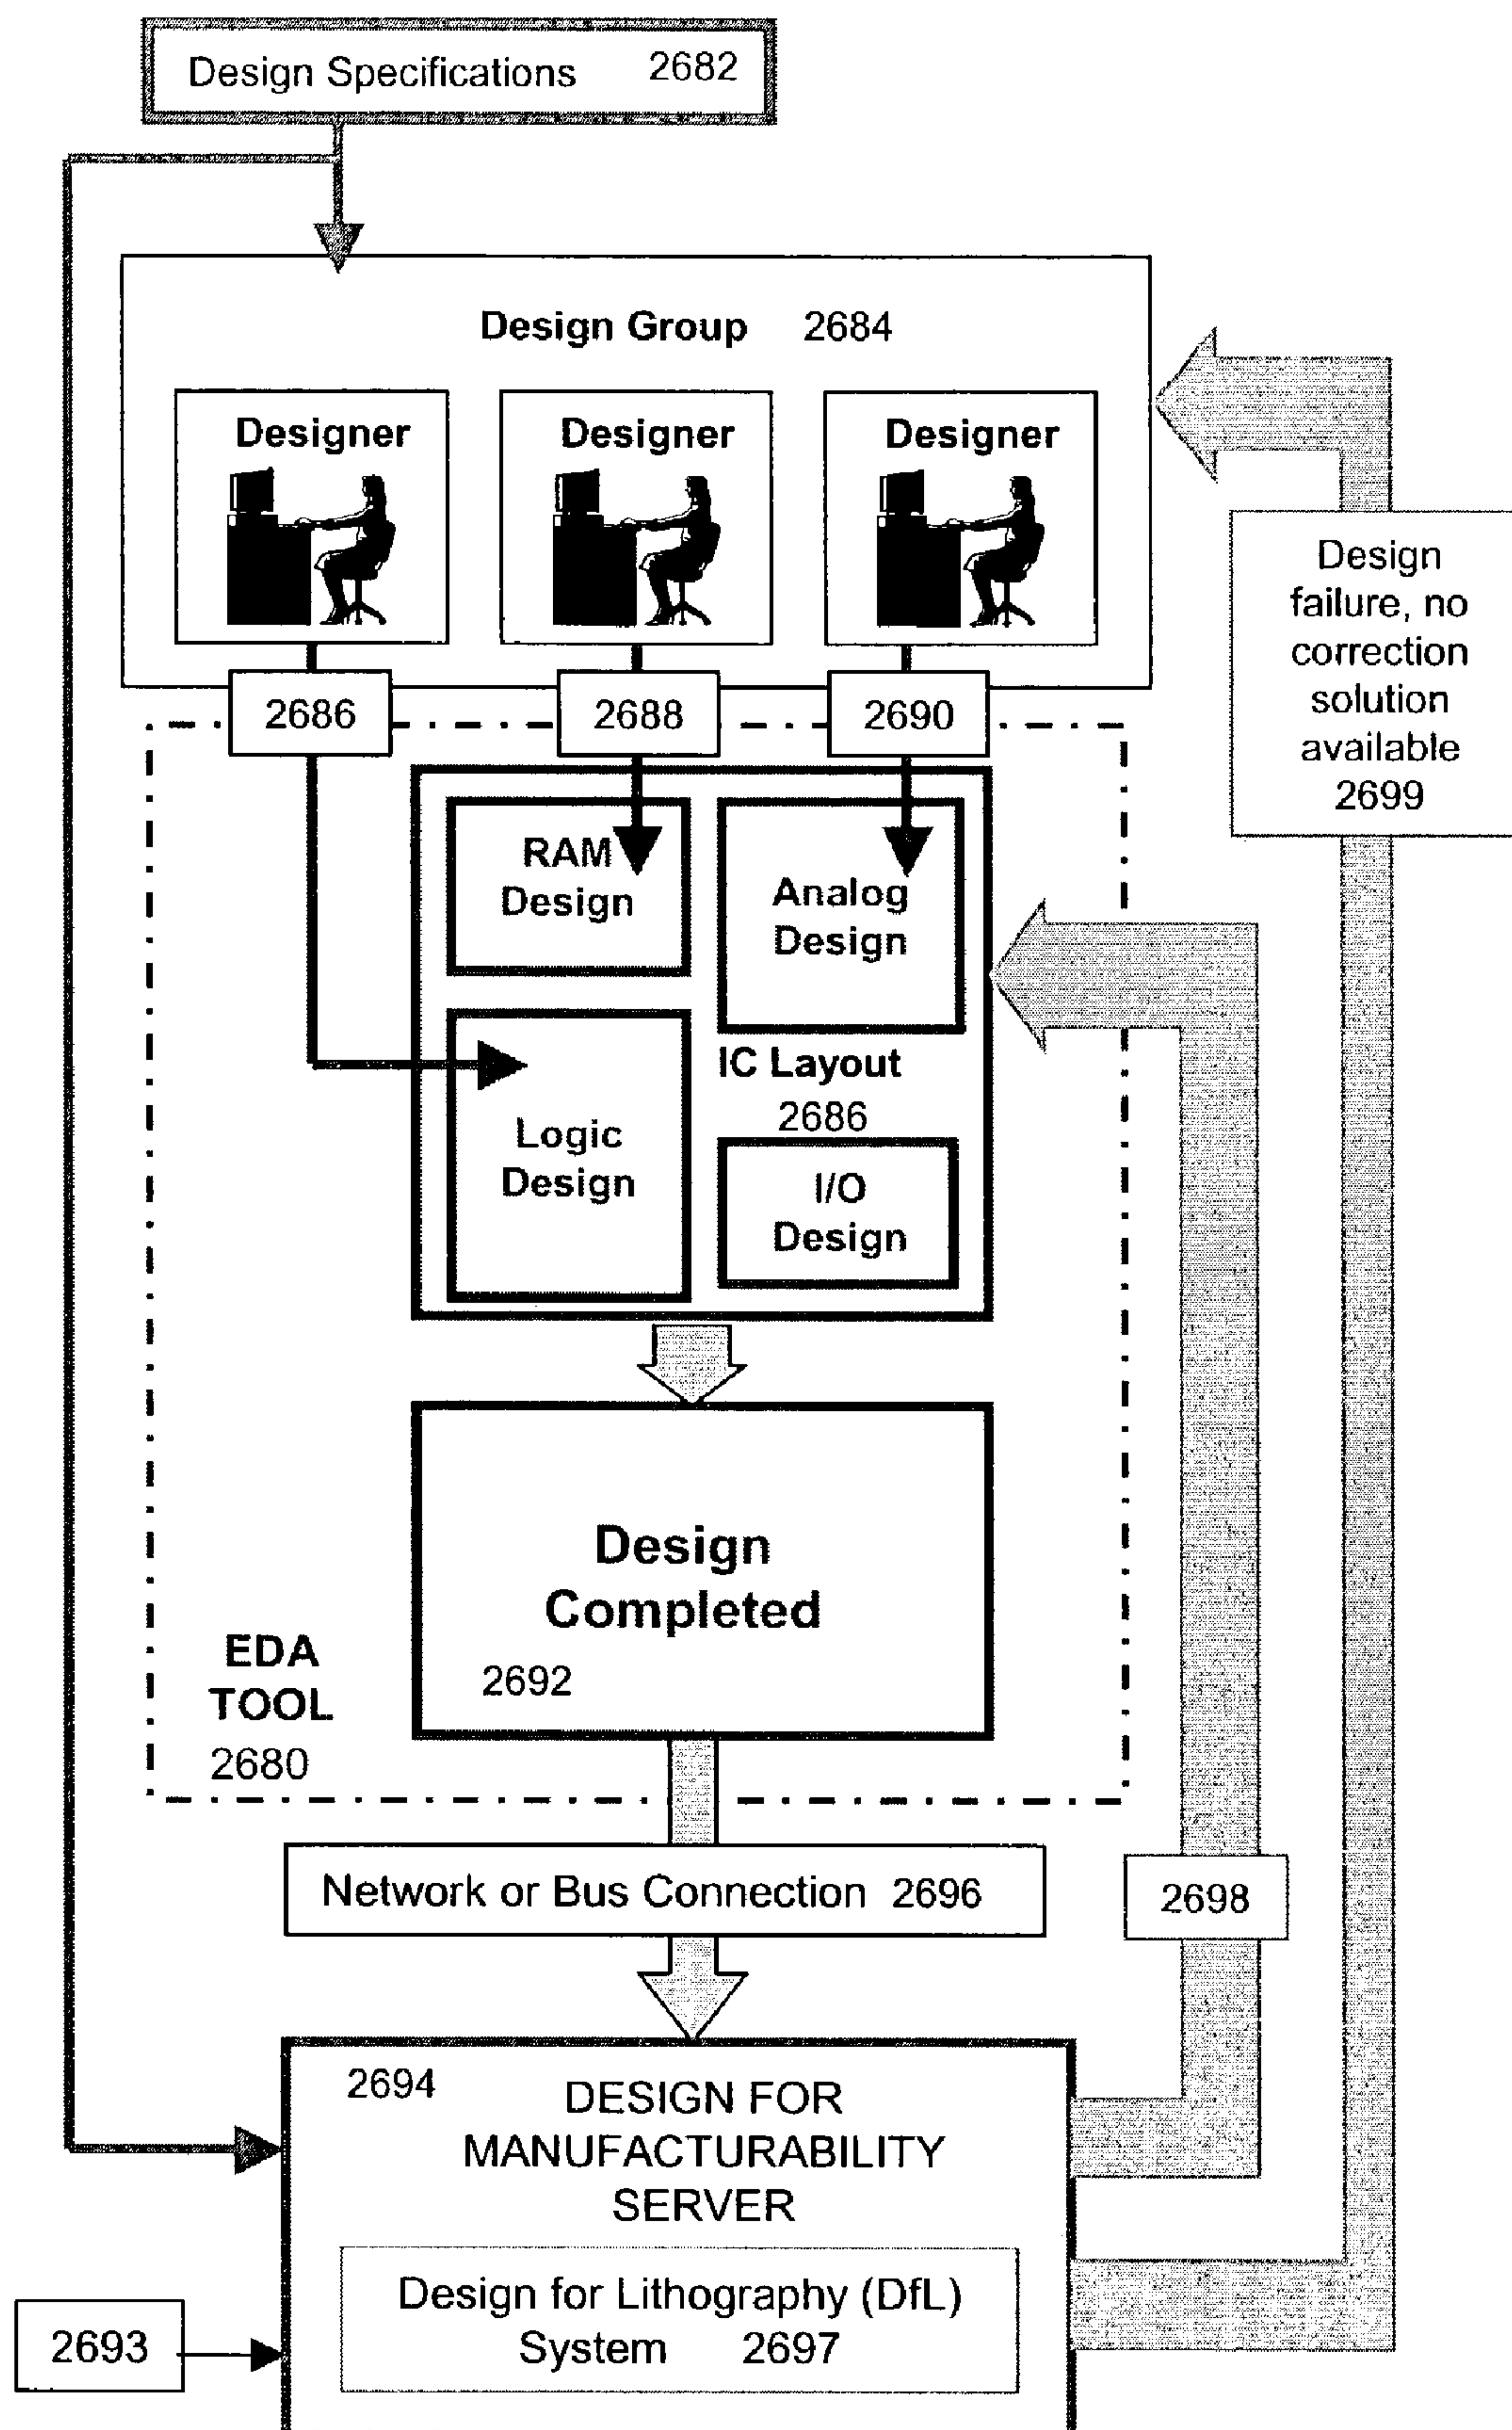 Design Specifications 2682
Design Group 2684
Designer
Designer
Designer
2686
2688
2690
Design
failure, no
correction
solution
available
2699
RAM
Design
Analog
Design
IC Layout
2686
Logic
Design
I/O
Design
Design
Completed
2692
EDA
TOOL
2680
Network or Bus Connection 2696
2698
2694
DESIGN FOR
MANUFACTURABILITY
SERVER
Design for Lithography (DfL)
System 2697
2693